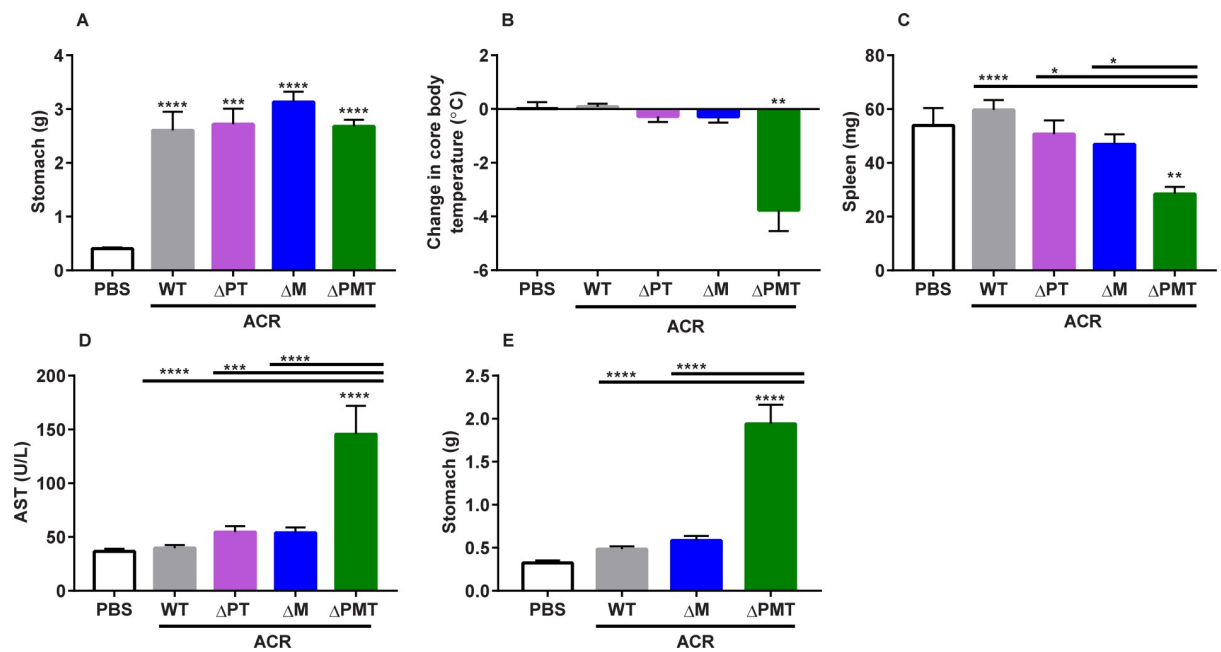 A
Stomach (g)
4
3
2
1
0
**** *** **** ****
PBS WT ΔPT ΔM ΔPMT
ACR
B
Change in core body
temperature (°C)
2
0
-2
-4
-6
**
PBS WT ΔPT ΔM ΔPMT
ACR
C
Spleen (mg)
80
60
40
20
0
*
**** *
**
PBS WT ΔPT ΔM ΔPMT
ACR
D
AST (U/L)
200
150
100
50
0
****
**** ***
****
PBS WT ΔPT ΔM ΔPMT
ACR
E
Stomach (g)
2.5
2.0
1.5
1.0
0.5
0.0
****
****
****
PBS WT ΔM ΔPMT
ACR